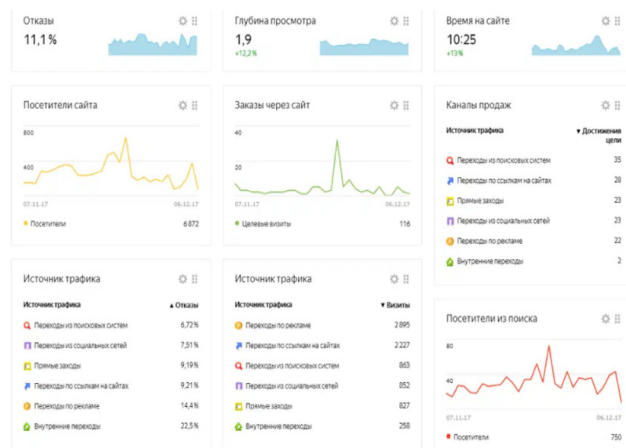 Отказы
11,1%
Глубина просмотра
1,9
+12,2%
Время на сайте
10:25
+13%
Посетители сайта
800
400
07.11.17 06.12.17
Посетители 6 872
Заказы через сайт
40
20
07.11.17 06.12.17
Целевые визиты 116
Каналы продаж
Источник трафика ▼ Достижения
цели
Переходы из поисковых систем 35
Переходы по ссылкам на сайтах 28
Прямые заходы 23
Переходы из социальных сетей 23
Переходы по рекламе 22
Внутренние переходы 2
Источник трафика
Источник трафика ▲ Отказы
Переходы из поисковых систем 6,72%
Переходы из социальных сетей 7,51%
Прямые заходы 9,19%
Переходы по ссылкам на сайтах 9,21%
Переходы по рекламе 14,4%
Внутренние переходы 22,5%
Источник трафика
Источник трафика ▼ Визиты
Переходы по рекламе 2 895
Переходы по ссылкам на сайтах 2 227
Переходы из поисковых систем 863
Переходы из социальных сетей 852
Прямые заходы 827
Внутренние переходы 258
Посетители из поиска
80
40
07.11.17 06.12.17
Посетители 750